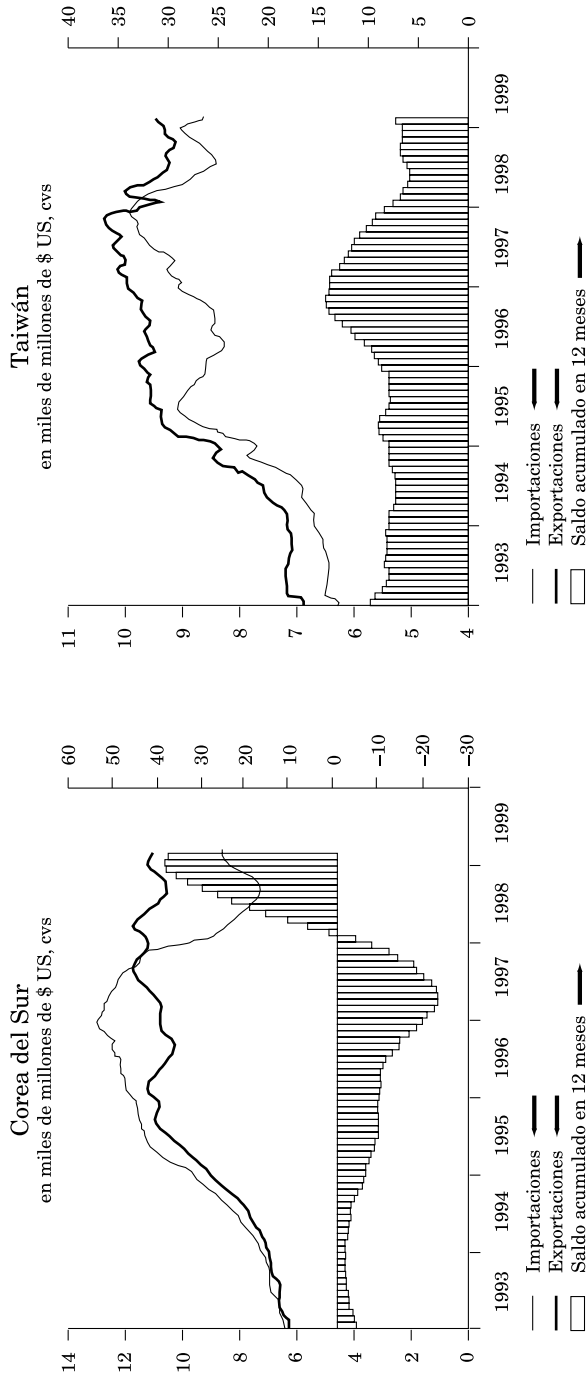 Corea del Sur
en miles de millones de $ US, cvs
14
12
10
8
6
4
2
0
60
50
40
30
20
10
0
−10
−20
−30
1993 1994 1995 1996 1997 1998 1999
Importaciones
Exportaciones
Saldo acumulado en 12 meses
Taiwán
en miles de millones de $ US, cvs
11
10
9
8
7
6
5
4
40
35
30
25
20
15
10
5
0
1993 1994 1995 1996 1997 1998 1999
Importaciones
Exportaciones
Saldo acumulado en 12 meses